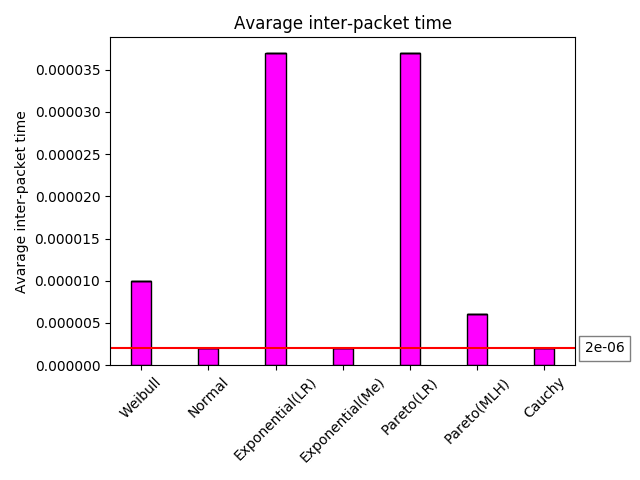 Avarage inter-packet time
Avarage inter-packet time
0.000035
0.000030
0.000025
0.000020
0.000015
0.000010
0.000005
0.000000
2e-06
Weibull
Normal
Exponential(LR)
Exponential(Me)
Pareto(LR)
Pareto(MLH)
Cauchy